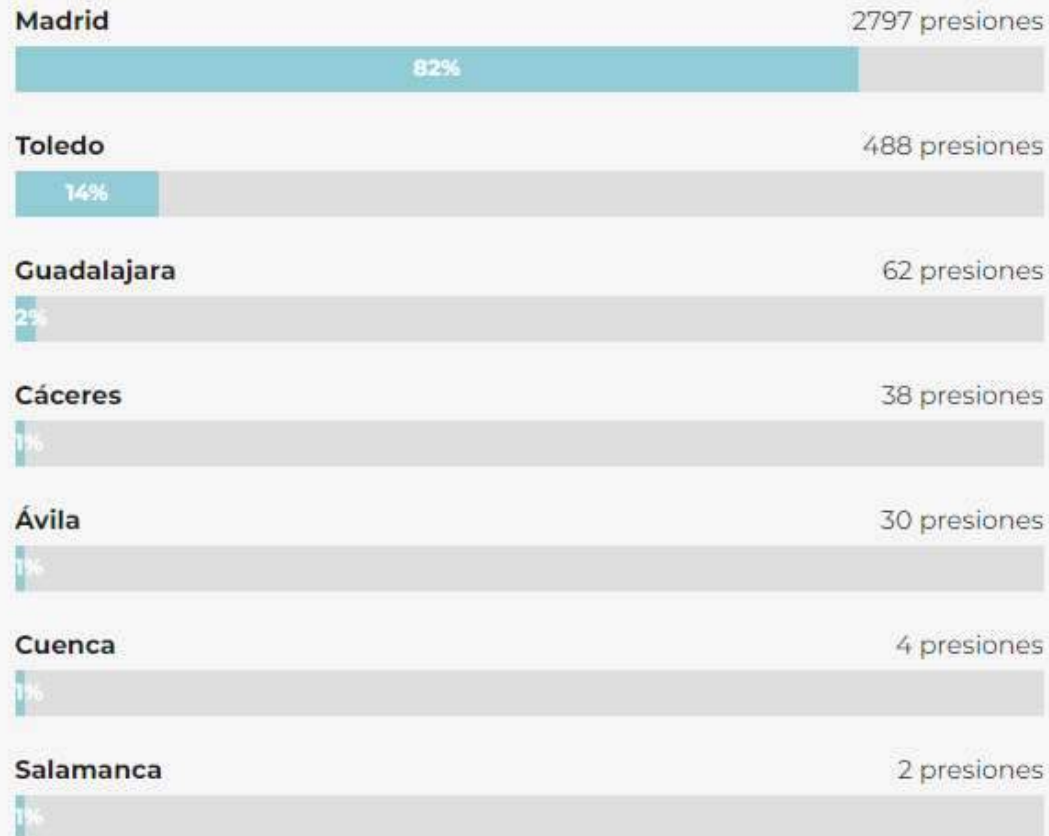 Madrid 2797 presiones
82%
Toledo 488 presiones
14%
Guadalajara 62 presiones
2%
Cáceres 38 presiones
1%
Ávila 30 presiones
1%
Cuenca 4 presiones
1%
Salamanca 2 presiones
1%